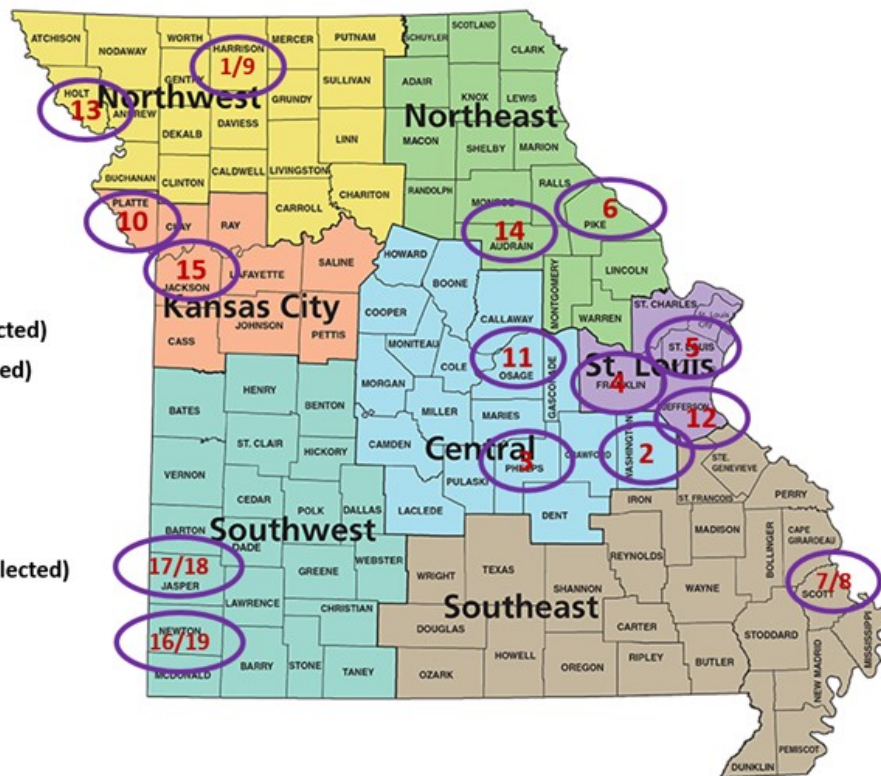 cted)
ed)
lected)
ATCHISON
NODAWAY
WORTH
HARRISON
1/9
MERCER
PUTNAM
HOLT
13
Northwest
ANDREW
GENTRY
GRUNDY
SULLIVAN
DEKALB
DAVIESS
LINN
BUCHANAN
CLINTON
CALDWELL
LIVINGSTON
CARROLL
CHARITON
SCHUYLER
SCOTLAND
CLARK
ADAIR
KNOX
LEWIS
Northeast
MACON
SHELBY
MARION
RANDOLPH
MONROE
RALLS
14
AUDRAIN
6
PIKE
MONTGOMERY
LINCOLN
WARREN
PLATTE
10
CLAY
RAY
15
JACKSON
LAFAYETTE
SALINE
Kansas City
CASS
JOHNSON
PETTIS
HOWARD
BOONE
COOPER
CALLAWAY
MONITEAU
COLE
11
OSAGE
GASCONADE
MORGAN
MILLER
MARIES
CAMDEN
Central
3
PHELPS
CRAWFORD
WASHINGTON
2
PULASKI
LACLEDE
DENT
ST. CHARLES
St. Louis
City
ST. LOUIS
5
St. Louis
4
FRANKLIN
JEFFERSON
12
BATES
HENRY
BENTON
ST. CLAIR
HICKORY
VERNON
CEDAR
POLK
DALLAS
BARTON
Southwest
DADE
17/18
JASPER
GREENE
WEBSTER
LAWRENCE
CHRISTIAN
NEWTON
16/19
MCDONALD
BARRY
STONE
TANEY
STE.
GENEVIEVE
IRON
ST. FRANCOIS
PERRY
MADISON
BOLLINGER
CAPE
GIRARDEAU
REYNOLDS
WRIGHT
TEXAS
SHANNON
WAYNE
7/8
SCOTT
Southeast
DOUGLAS
CARTER
STODDARD
MISSISSIPPI
HOWELL
OZARK
OREGON
RIPLEY
BUTLER
NEW MADRID
PEMISCOT
DUNKLIN